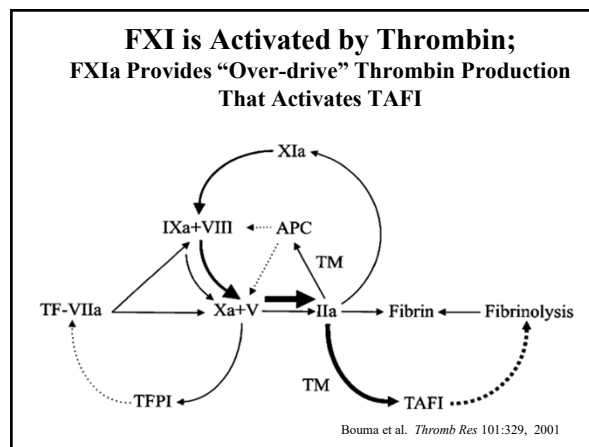 FXI is Activated by Thrombin;
FXIa Provides “Over-drive” Thrombin Production
That Activates TAFI
XIa
IXa+VIII
APC
TM
TF-VIIa
Xa+V
IIa
Fibrin
Fibrinolysis
TM
TFPI
TAFI
Bouma et al. Thromb Res 101:329, 2001